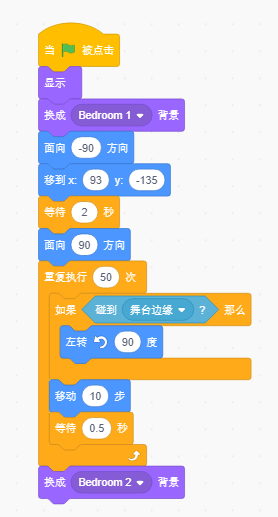 当 被点击
显示
换成 Bedroom 1 背景
面向 -90 方向
移到 x: 93 y: -135
等待 2 秒
面向 90 方向
重复执行 50 次
如果 碰到 舞台边缘 ? 那么
左转 90 度
移动 10 步
等待 0.5 秒
换成 Bedroom 2 背景